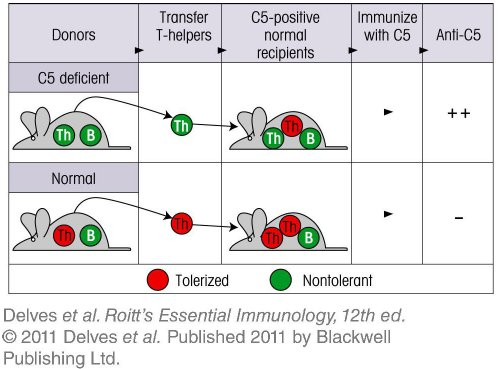 Donors
Transfer
T-helpers
C5-positive
normal
recipients
Immunize
with C5
Anti-C5
C5 deficient
Th B
Th
Th
Th B
++
Normal
Th B
Th
Th
Th B
–
Tolerized
Nontolerant
Delves et al. Roitt's Essential Immunology, 12th ed.
© 2011 Delves et al. Published 2011 by Blackwell
Publishing Ltd.